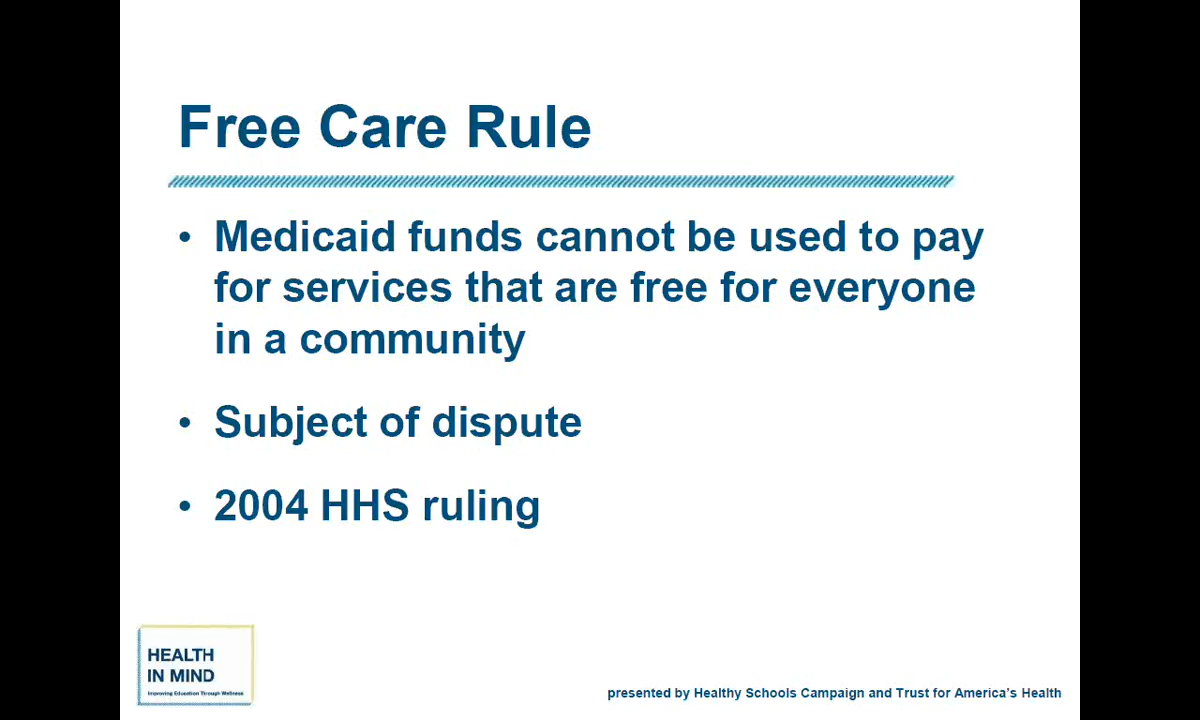 Free Care Rule
• Medicaid funds cannot be used to pay
for services that are free for everyone
in a community
• Subject of dispute
• 2004 HHS ruling
HEALTH
IN MIND
Improving Education Through Wellness
presented by Healthy Schools Campaign and Trust for America's Health